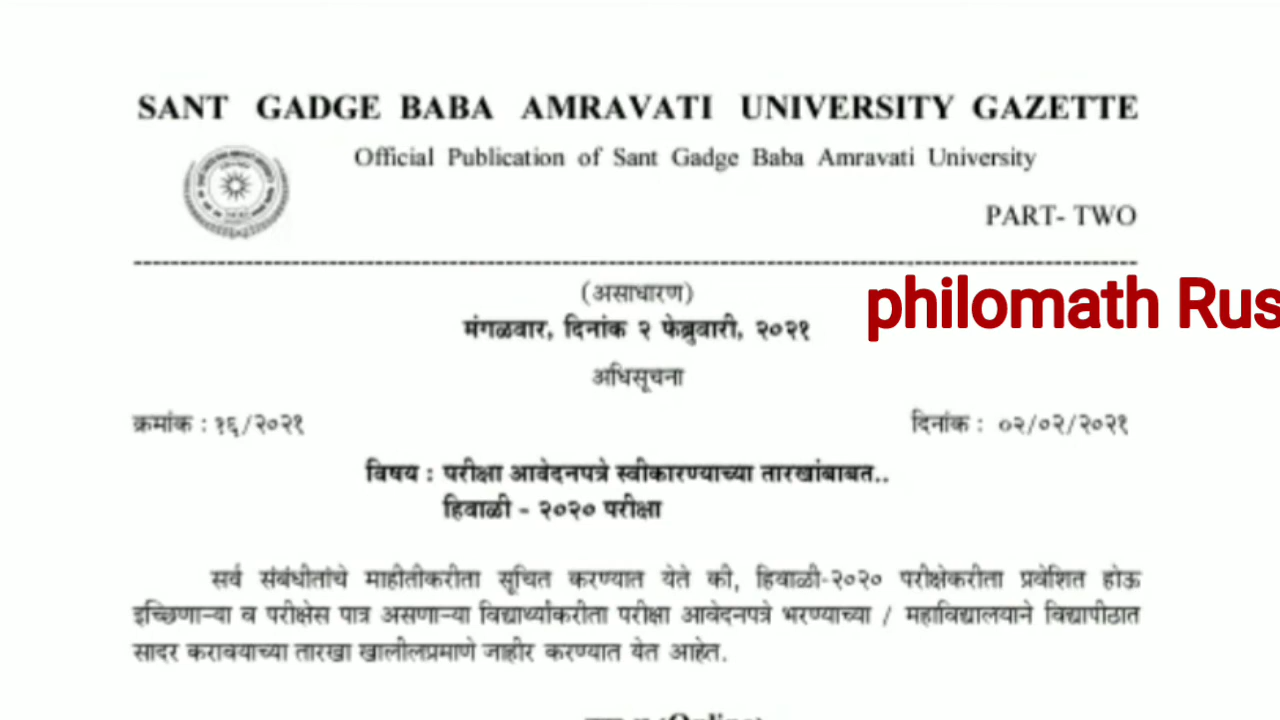 SANT GADGE BABA AMRAVATI UNIVERSITY GAZETTE
Official Publication of Sant Gadge Baba Amravati University
PART- TWO
(असाधारण)
philomath Rus
मंगळवार, दिनांक २ फेब्रुवारी, २०२१
अधिसूचना
क्रमांक : १६/२०२१ दिनांक : ०२/०२/२०२१
विषय : परीक्षा आवेदनपत्रे स्वीकारण्याच्या तारखांबाबत..
हिवाळी - २०२० परीक्षा
सर्व संबंधीतांचे माहीतीकरीता सूचित करण्यात येते की, हिवाळी-२०२० परीक्षेकरीता प्रवेशित होऊ
इच्छिणाऱ्या व परीक्षेस पात्र असणाऱ्या विद्यार्थ्यांकरीता परीक्षा आवेदनपत्रे भरण्याच्या / महाविद्यालयाने विद्यापीठात
सादर करावयाच्या तारखा खालीलप्रमाणे जाहीर करण्यात येत आहेत.